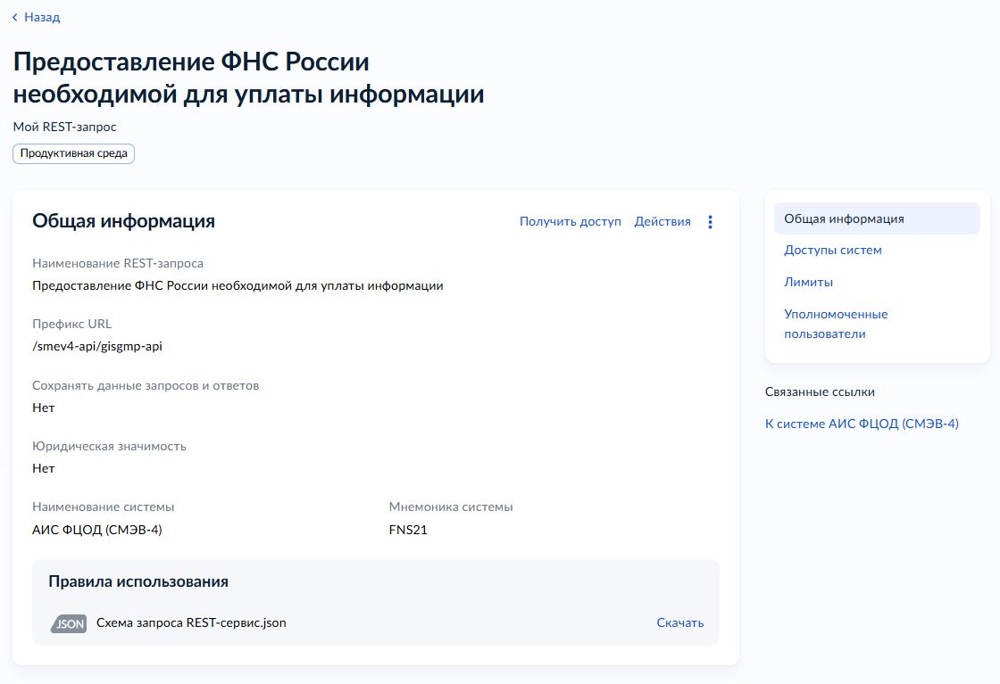 Назад
Предоставление ФНС России
необходимой для уплаты информации
Мой REST-запрос
Продуктивная среда
Общая информация
Получить доступ Действия
Наименование REST-запроса
Предоставление ФНС России необходимой для уплаты информации
Префикс URL
/smev4-api/gisgmp-api
Сохранять данные запросов и ответов
Нет
Юридическая значимость
Нет
Наименование системы Мнемоника системы
АИС ФЦОД (СМЭВ-4) FNS21
Правила использования
JSON Схема запроса REST-сервис.json Скачать
Общая информация
Доступы систем
Лимиты
Уполномоченные
пользователи
Связанные ссылки
К системе АИС ФЦОД (СМЭВ-4)